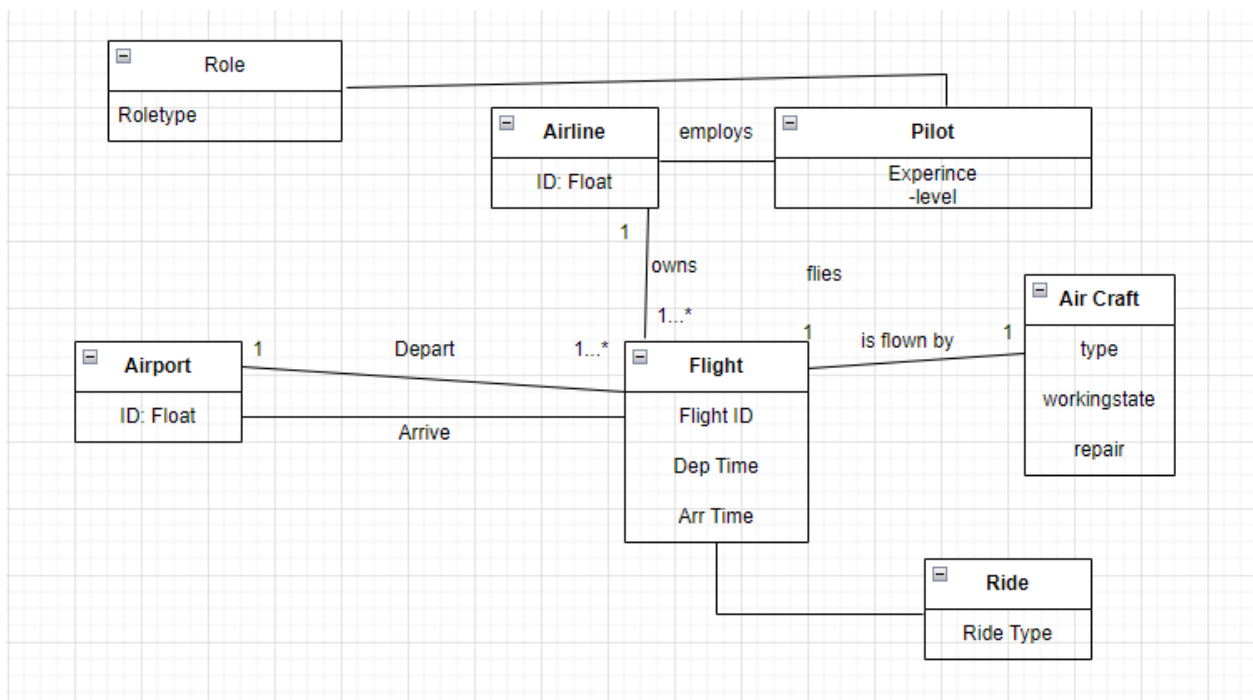 Role
Roletype
Airline
employs
Pilot
ID: Float
Experince
-level
1
owns
flies
Air Craft
1...*
1
Depart
1...*
1
is flown by
1
type
Airport
Flight
workingstate
ID: Float
Flight ID
Arrive
repair
Dep Time
Arr Time
Ride
Ride Type